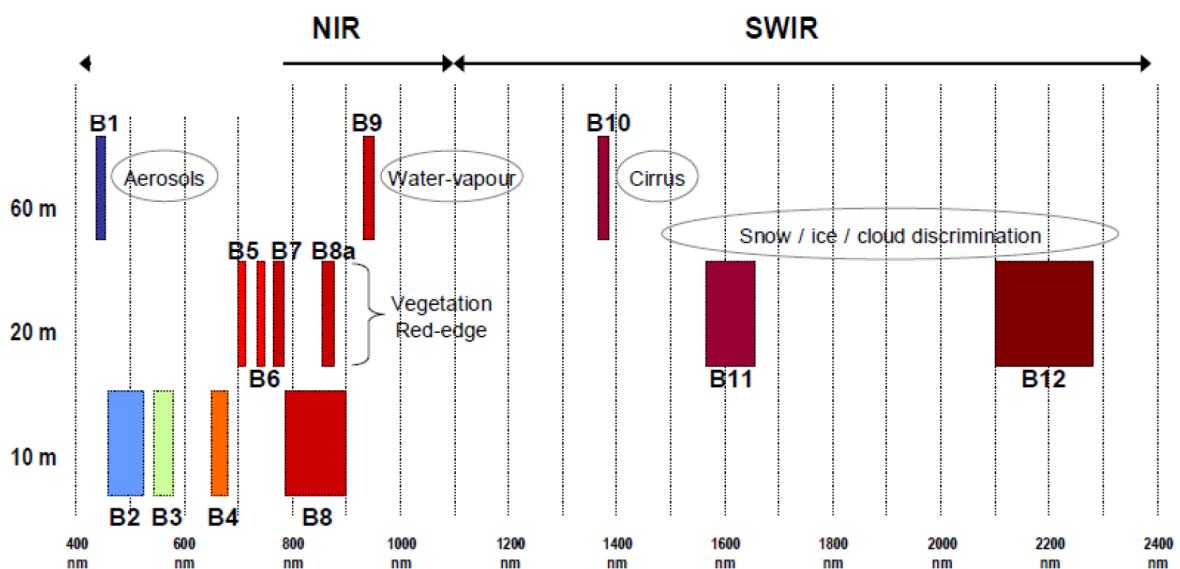 NIR
SWIR
B1
B9
B10
Aerosols
Water-vapour
Cirrus
60 m
Snow / ice / cloud discrimination
B5
B7
B8a
Vegetation
Red-edge
20 m
B6
B11
B12
10 m
B2
B3
B4
B8
400
nm
600
nm
800
nm
1000
nm
1200
nm
1400
nm
1600
nm
1800
nm
2000
nm
2200
nm
2400
nm